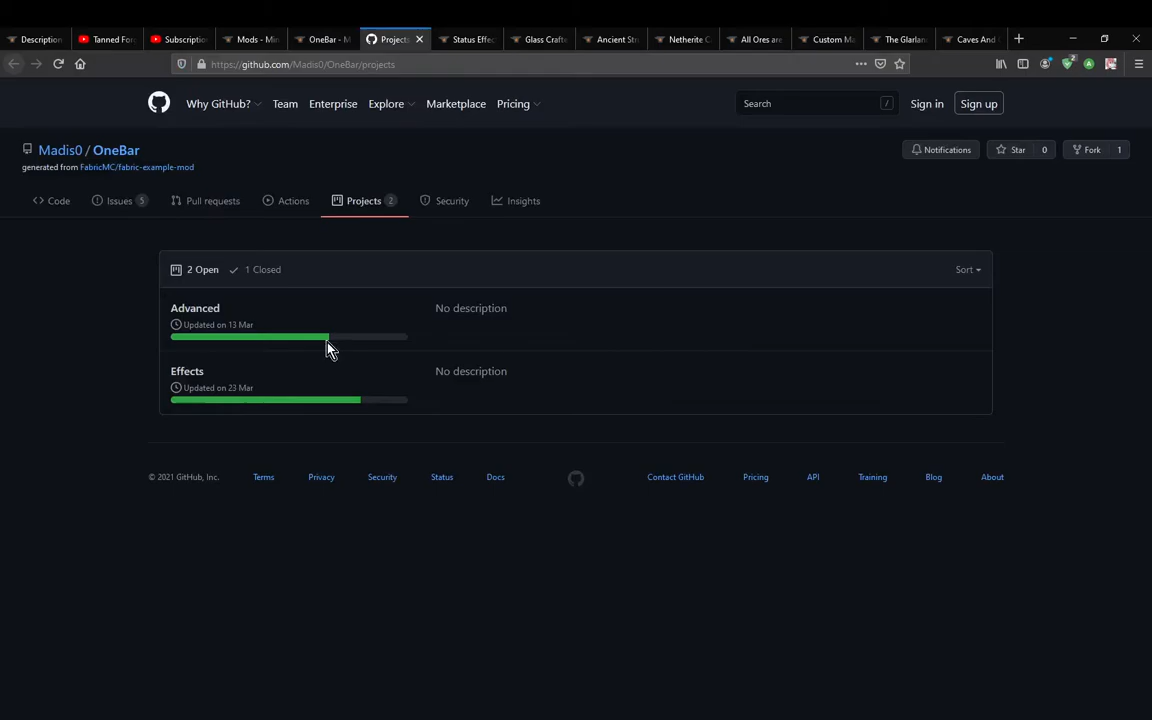 Description
Tanned For
Subscription
Mods - Min
OneBar - M
Projects
Status Effec
Glass Crafte
Ancient Str
Netherite C
All Ores are
Custom Ma
The Garlan
Caves And
https://github.com/Madis0/OneBar/projects
2
Why GitHub?
Team
Enterprise
Explore
Marketplace
Pricing
Search
/
Sign in
Sign up
Madis0 / OneBar
generated from FabricMC/fabric-example-mod
Notifications
Star 0
Fork 1
Code
Issues 5
Pull requests
Actions
Projects 2
Security
Insights
2 Open
1 Closed
Sort
Advanced
No description
Updated on 13 Mar
Effects
No description
Updated on 23 Mar
© 2021 GitHub, Inc.
Terms
Privacy
Security
Status
Docs
Contact GitHub
Pricing
API
Training
Blog
About